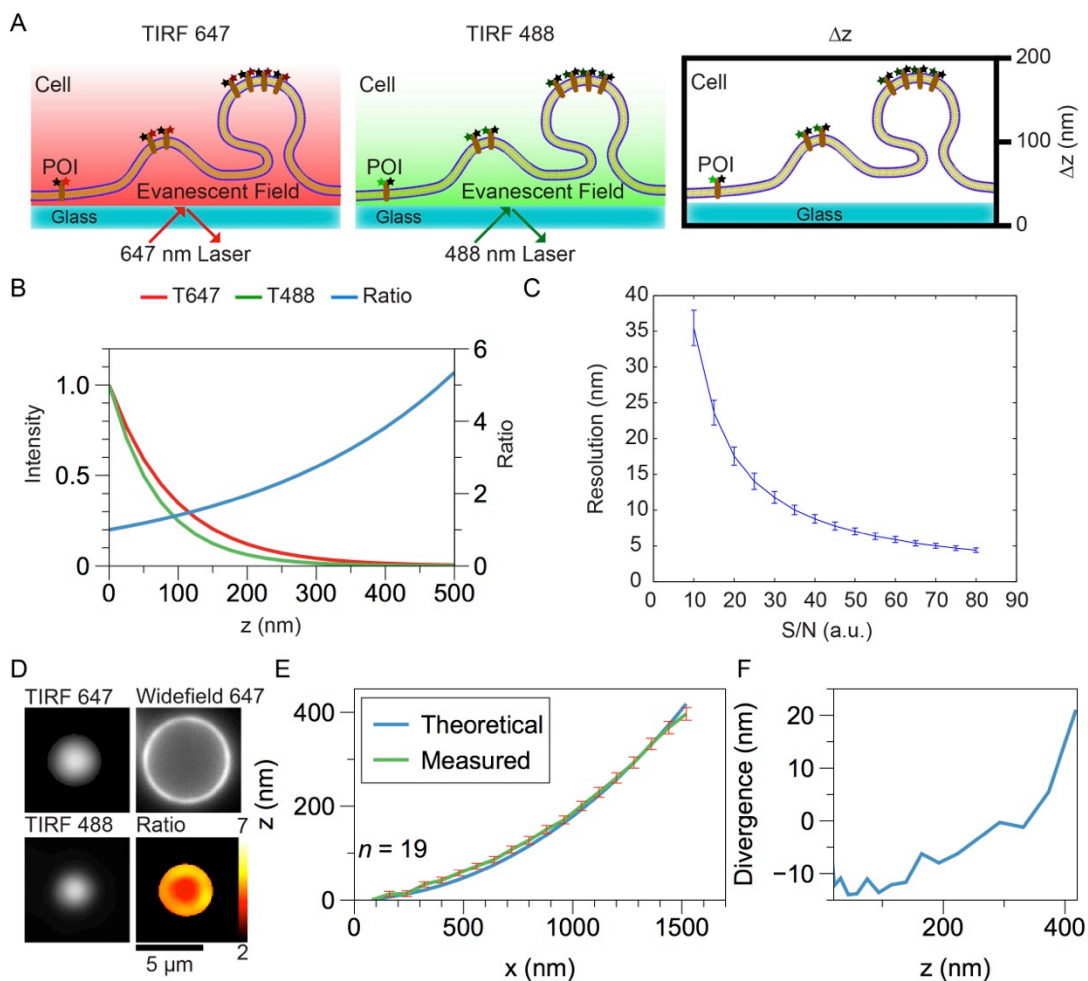 A
TIRF 647
TIRF 488
Δz
Cell
POI
Evanescent Field
Glass
647 nm Laser
Cell
POI
Evanescent Field
Glass
488 nm Laser
Cell
POI
Glass
200
100
0
Δz (nm)
B
T647 T488 Ratio
Intensity
1.0
0.5
0
6
4
2
0
Ratio
0 100 200 300 400 500
z (nm)
C
Resolution (nm)
40
35
30
25
20
15
10
5
0
0 10 20 30 40 50 60 70 80 90
S/N (a.u.)
D
TIRF 647 Widefield 647
TIRF 488 Ratio
7
2
5 μm
E
z (nm)
400
200
0
Theoretical
Measured
n = 19
0 500 1000 1500
x (nm)
F
Divergence (nm)
20
10
0
−10
200 400
z (nm)